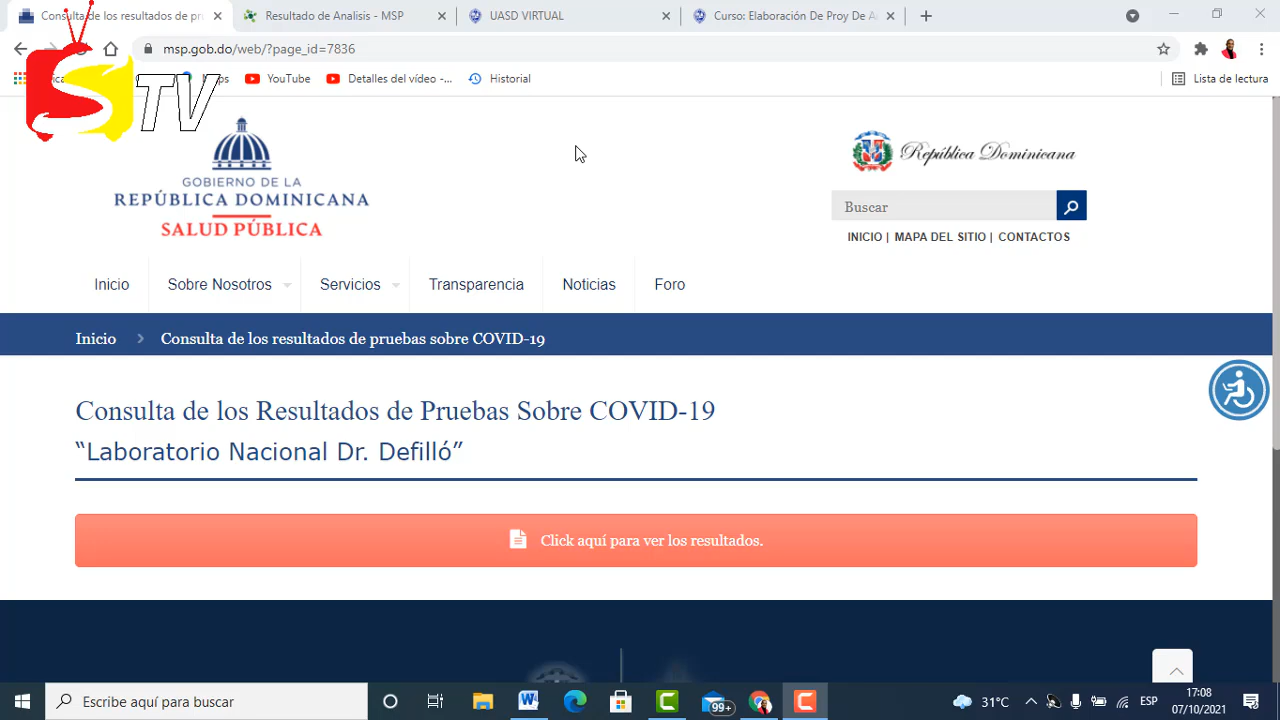 Consulta de los resultados de pr
Resultado de Analisis - MSP
UASD VIRTUAL
Curso: Elaboración De Proy De A
msp.gob.do/web/?page_id=7836
YouTube
Detalles del vídeo -...
Historial
Lista de lectura
S TV
GOBIERNO DE LA
REPÚBLICA DOMINICANA
SALUD PÚBLICA
República Dominicana
Buscar
INICIO | MAPA DEL SITIO | CONTACTOS
Inicio
Sobre Nosotros
Servicios
Transparencia
Noticias
Foro
Inicio
Consulta de los resultados de pruebas sobre COVID-19
Consulta de los Resultados de Pruebas Sobre COVID-19
“Laboratorio Nacional Dr. Defilló”
Click aquí para ver los resultados.
Escribe aquí para buscar
99+
31°C
ESP
17:08
07/10/2021